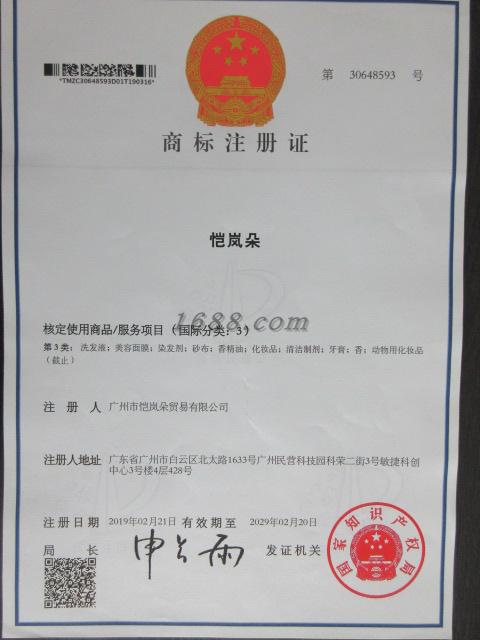 *TMZC30648593D01T190316*
第 30648593 号
商标注册证
恺岚朵
1688.com
核定使用商品/服务项目（国际分类：3）
第3类：洗发液；美容面膜；染发剂；砂布；香精油；化妆品；清洁制剂；牙膏；香；动物用化妆品
（截止）
注册人 广州市恺岚朵贸易有限公司
注册人地址 广东省广州市白云区北太路1633号广州民营科技园科荣二街3号敏捷科创
中心3号楼4层428号
注册日期 2019年02月21日 有效期至 2029年02月20日
局长 申长雨 发证机关
国家知识产权局